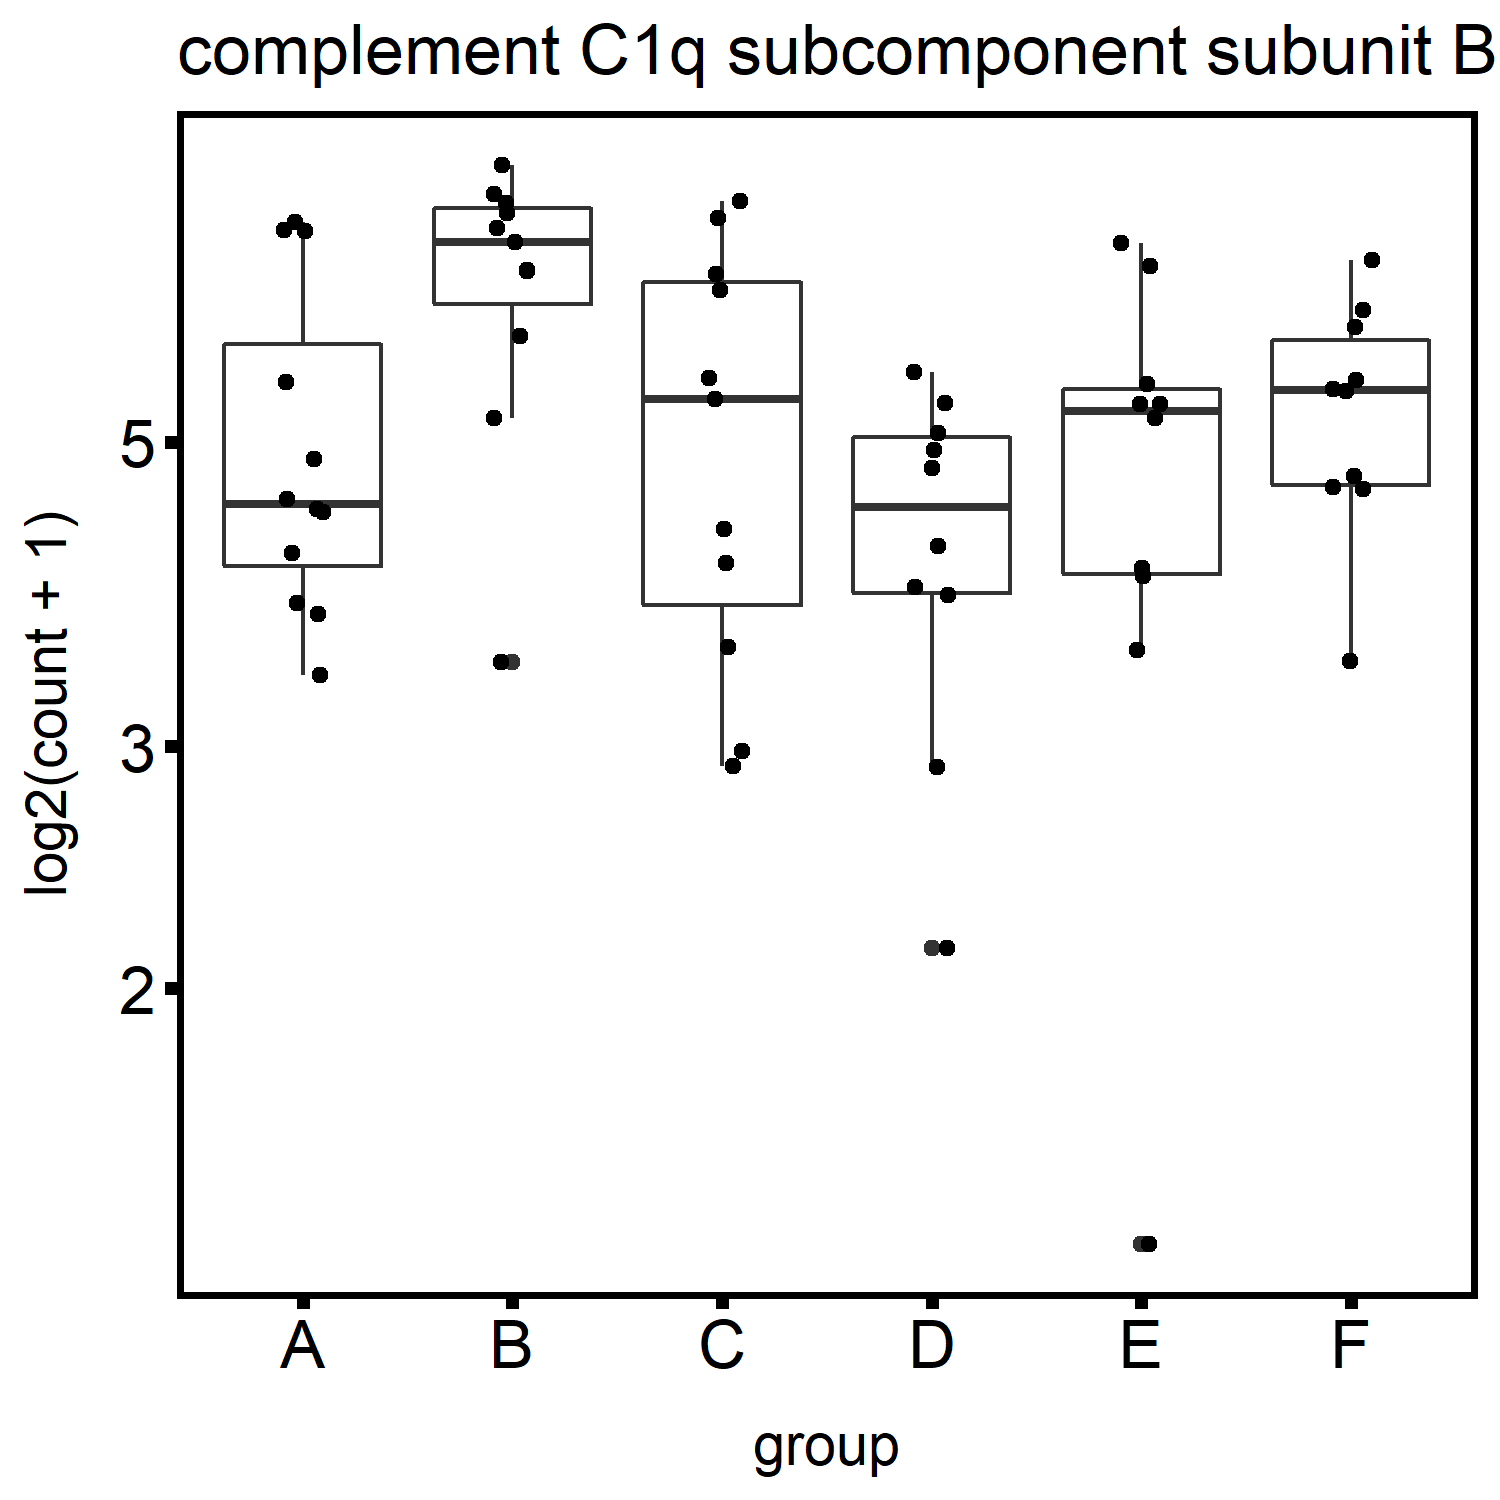 complement C1q subcomponent subunit B
log2(count + 1)
5
3
2
A B C D E F
group